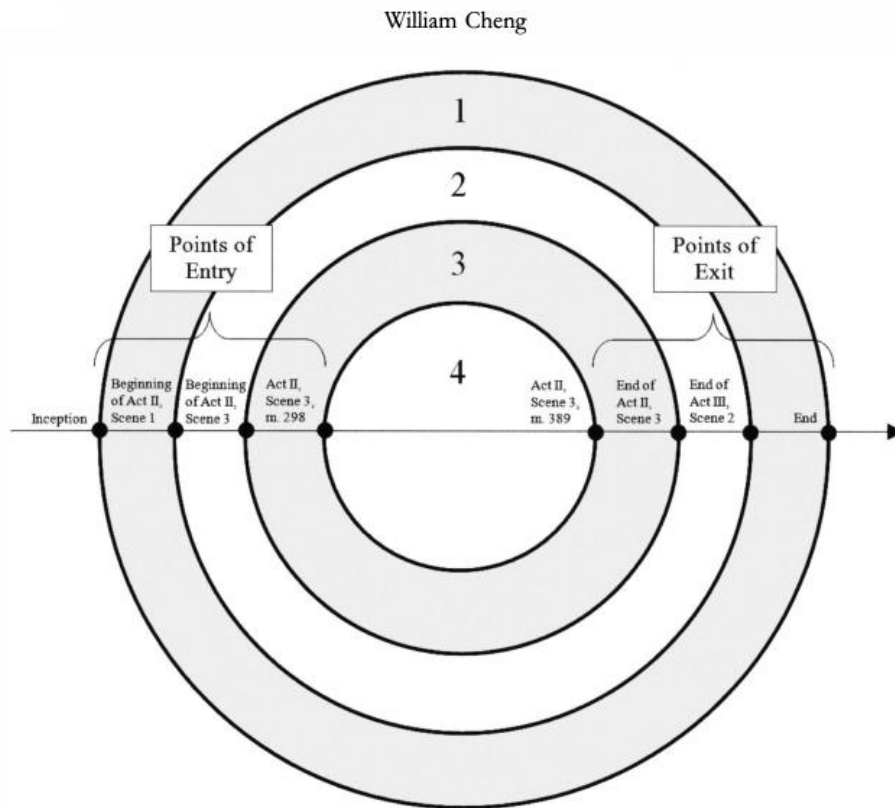 William Cheng
1
2
3
4
Points of
Entry
Points of
Exit
Inception
Beginning
of Act II,
Scene 1
Beginning
of Act II,
Scene 3
Act II,
Scene 3,
m. 298
Act II,
Scene 3,
m. 389
End of
Act II,
Scene 3
End of
Act III,
Scene 2
End